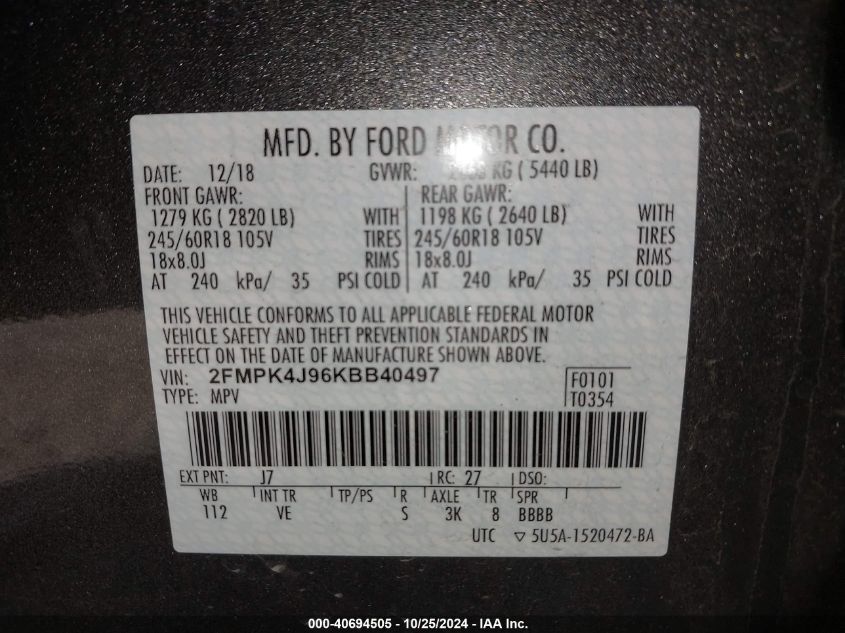 MFD. BY FORD MOTOR CO.
DATE: 12/18 GVWR: KG ( 5440 LB)
FRONT GAWR: REAR GAWR:
1279 KG ( 2820 LB) WITH 1198 KG ( 2640 LB) WITH
245/60R18 105V TIRES 245/60R18 105V TIRES
18x8.0J RIMS 18x8.0J RIMS
AT 240 kPa/ 35 PSI COLD AT 240 kPa/ 35 PSI COLD
THIS VEHICLE CONFORMS TO ALL APPLICABLE FEDERAL MOTOR
VEHICLE SAFETY AND THEFT PREVENTION STANDARDS IN
EFFECT ON THE DATE OF MANUFACTURE SHOWN ABOVE.
VIN: 2FMPK4J96KBB40497 F0101
TYPE: MPV T0354
EXT PNT: J7 RC: 27 DSO:
WB INT TR TP/PS R AXLE TR SPR
112 VE S 3K 8 BBBB
UTC ▽ 5U5A-1520472-BA
000-40694505 - 10/25/2024 - IAA Inc.